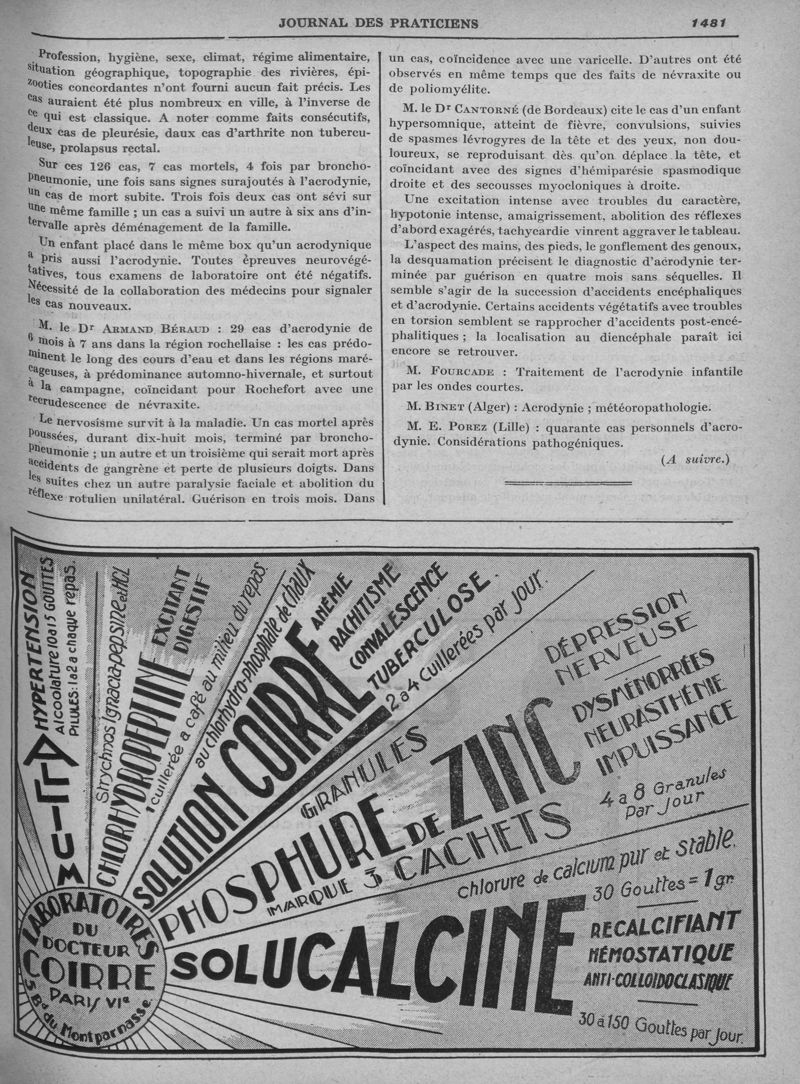 JOURNAL DES PRATICIENS 1481
Profession, hygiène, sexe, climat, régime alimentaire,
situation géographique, topographie des rivières, épi-
zooties concordantes n'ont fourni aucun fait précis. Les
cas auraient été plus nombreux en ville, à l'inverse de
ce qui est classique. A noter comme faits consécutifs,
deux cas de pleurésie, daux cas d'arthrite non tubercu-
leuse, prolapsus rectal.
Sur ces 126 cas, 7 cas mortels, 4 fois par broncho-
pneumonie, une fois sans signes surajoutés à l'acrodynie,
un cas de mort subite. Trois fois deux cas ont sévi sur
une même famille ; un cas a suivi un autre à six ans d'in-
tervalle après déménagement de la famille.
Un enfant placé dans le même box qu'un acrodynique
a pris aussi l'acrodynie. Toutes èpreuves neurovégé-
tatives, tous examens de laboratoire ont été négatifs.
Nécessité de la collaboration des médecins pour signaler
les cas nouveaux.
M. le Dr ARMAND BÉRAUD : 29 cas d'acrodynie de
6 mois à 7 ans dans la région rochellaise : les cas prédo-
minent le long des cours d'eau et dans les régions maré-
cageuses, à prédominance automno-hivernale, et surtout
à la campagne, coïncidant pour Rochefort avec une
recrudescence de névraxite.
Le nervosisme survit à la maladie. Un cas mortel après
poussées, durant dix-huit mois, terminé par broncho-
pneumonie ; un autre et un troisième qui serait mort après
accidents de gangrène et perte de plusieurs doigts. Dans
les suites chez un autre paralysie faciale et abolition du
réflexe rotulien unilatéral. Guérison en trois mois. Dans
un cas, coïncidence avec une varicelle. D'autres ont été
observés en même temps que des faits de névraxite ou
de poliomyélite.
M. le Dr CANTORNÉ (de Bordeaux) cite le cas d'un enfant
hypersomnique, atteint de fièvre, convulsions, suivies
de spasmes lévrogyres de la tête et des yeux, non dou-
loureux, se reproduisant dès qu'on déplace la tête, et
coïncidant avec des signes d'hémiparésie spasmodique
droite et des secousses myocloniques à droite.
Une excitation intense avec troubles du caractère,
hypotonie intense, amaigrissement, abolition des réflexes
d'abord exagérés, tachycardie vinrent aggraver le tableau.
L'aspect des mains, des pieds, le gonflement des genoux,
la desquamation précisent le diagnostic d'acrodynie ter-
minée par guérison en quatre mois sans séquelles. Il
semble s'agir de la succession d'accidents encéphaliques
et d'acrodynie. Certains accidents végétatifs avec troubles
en torsion semblent se rapprocher d'accidents post-encé-
phalitiques ; la localisation au diencéphale paraît ici
encore se retrouver.
M. FOURCADE : Traitement de l'acrodynie infantile
par les ondes courtes.
M. BINET (Alger) : Acrodynie ; météoropathologie.
M. E. POREZ (Lille) : quarante cas personnels d'acro-
dynie. Considérations pathogéniques.
(A suivre.)
ALLIUM
HYPERTENSION
Alcoolature 10 à 15 GOUTTES
PILULES: 1 à 2 à chaque repas.
Strychnos Ignacia-pepsine et HCl
CHLORHYDROPEPTINE
EXCITANT
DIGESTIF
1 cuillerée a café au milieu du repas.
au chlorhydro-phosphate de chaux
SOLUTION COIRRE
ANÉMIE
RACHITISME
CONVALESCENCE
TUBERCULOSE.
2 à 4 cuillerées par jour.
GRANULES
PHOSPHURE DE ZINC
MARQUE 3 CACHETS
DÉPRESSION
NERVEUSE
DYSMÉNORRÉES
NEURASTHÉNIE
IMPUISSANCE
4 a 8 Granules
Par Jour
chlorure de calcium pur et stable.
30 Gouttes = 1 gr.
SOLUCALCINE
RECALCIFIANT
HÉMOSTATIQUE
ANTI-COLLOÏDOCLASIQUE
30 à 150 Gouttes par Jour.
LABORATOIRES
DU
DOCTEUR
COIRRE
PARIS VIe
5 Bd du Montparnasse.